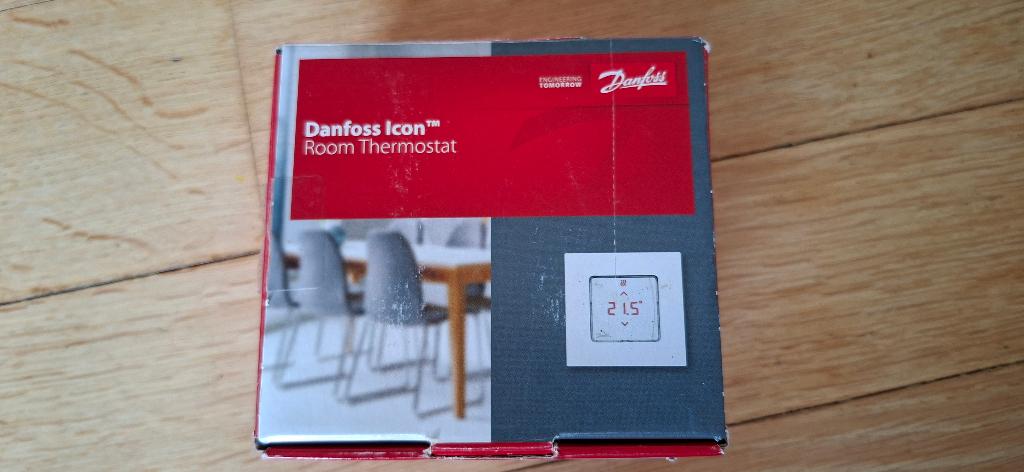 ENGINEERING
TOMORROW
Danfoss
Danfoss Icon™
Room Thermostat
21.5°